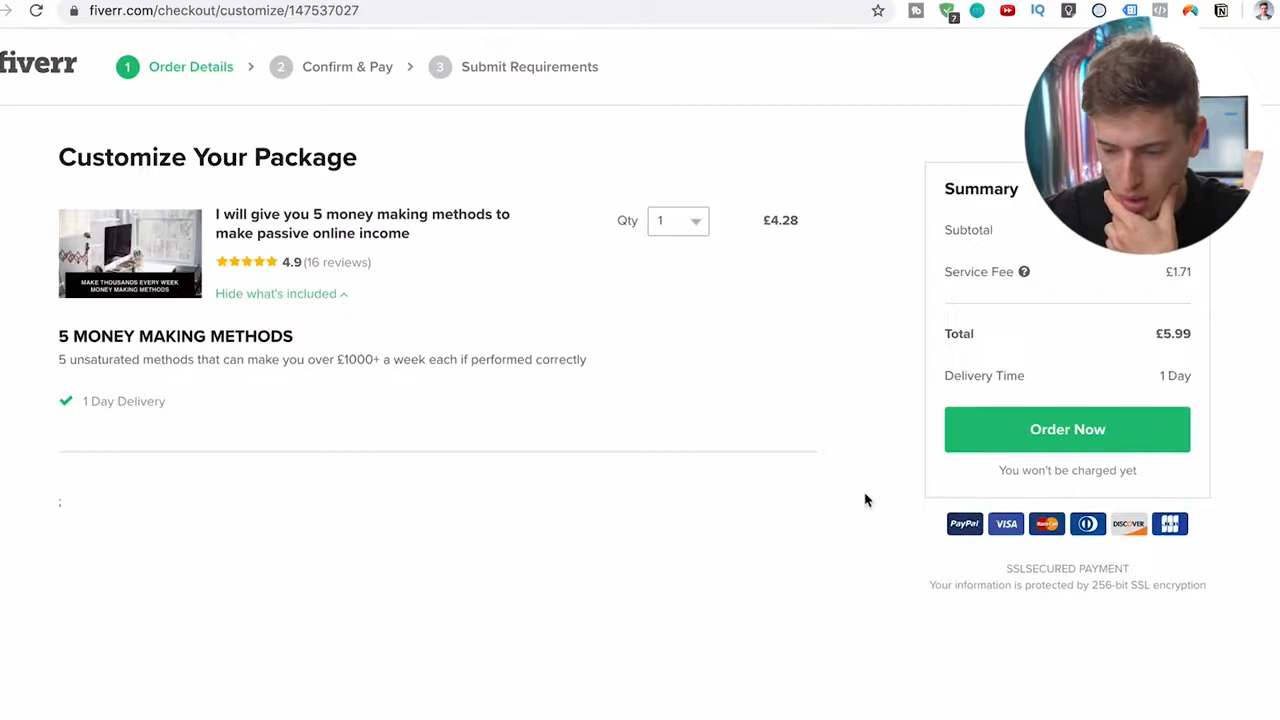 fiverr.com/checkout/customize/147537027
?
fiverr
1 Order Details > 2 Confirm & Pay > 3 Submit Requirements
Customize Your Package
MAKE THOUSANDS EVERY WEEK
MONEY MAKING METHODS
I will give you 5 money making methods to
make passive online income
4.9 (16 reviews)
Hide what's included
Qty 1 £4.28
5 MONEY MAKING METHODS
5 unsaturated methods that can make you over £1000+ a week each if performed correctly
1 Day Delivery
;
Summary
Subtotal
Service Fee ? £1.71
Total £5.99
Delivery Time 1 Day
Order Now
You won't be charged yet
PayPal VISA MasterCard DISCOVER JCB
SSLSECURED PAYMENT
Your information is protected by 256-bit SSL encryption